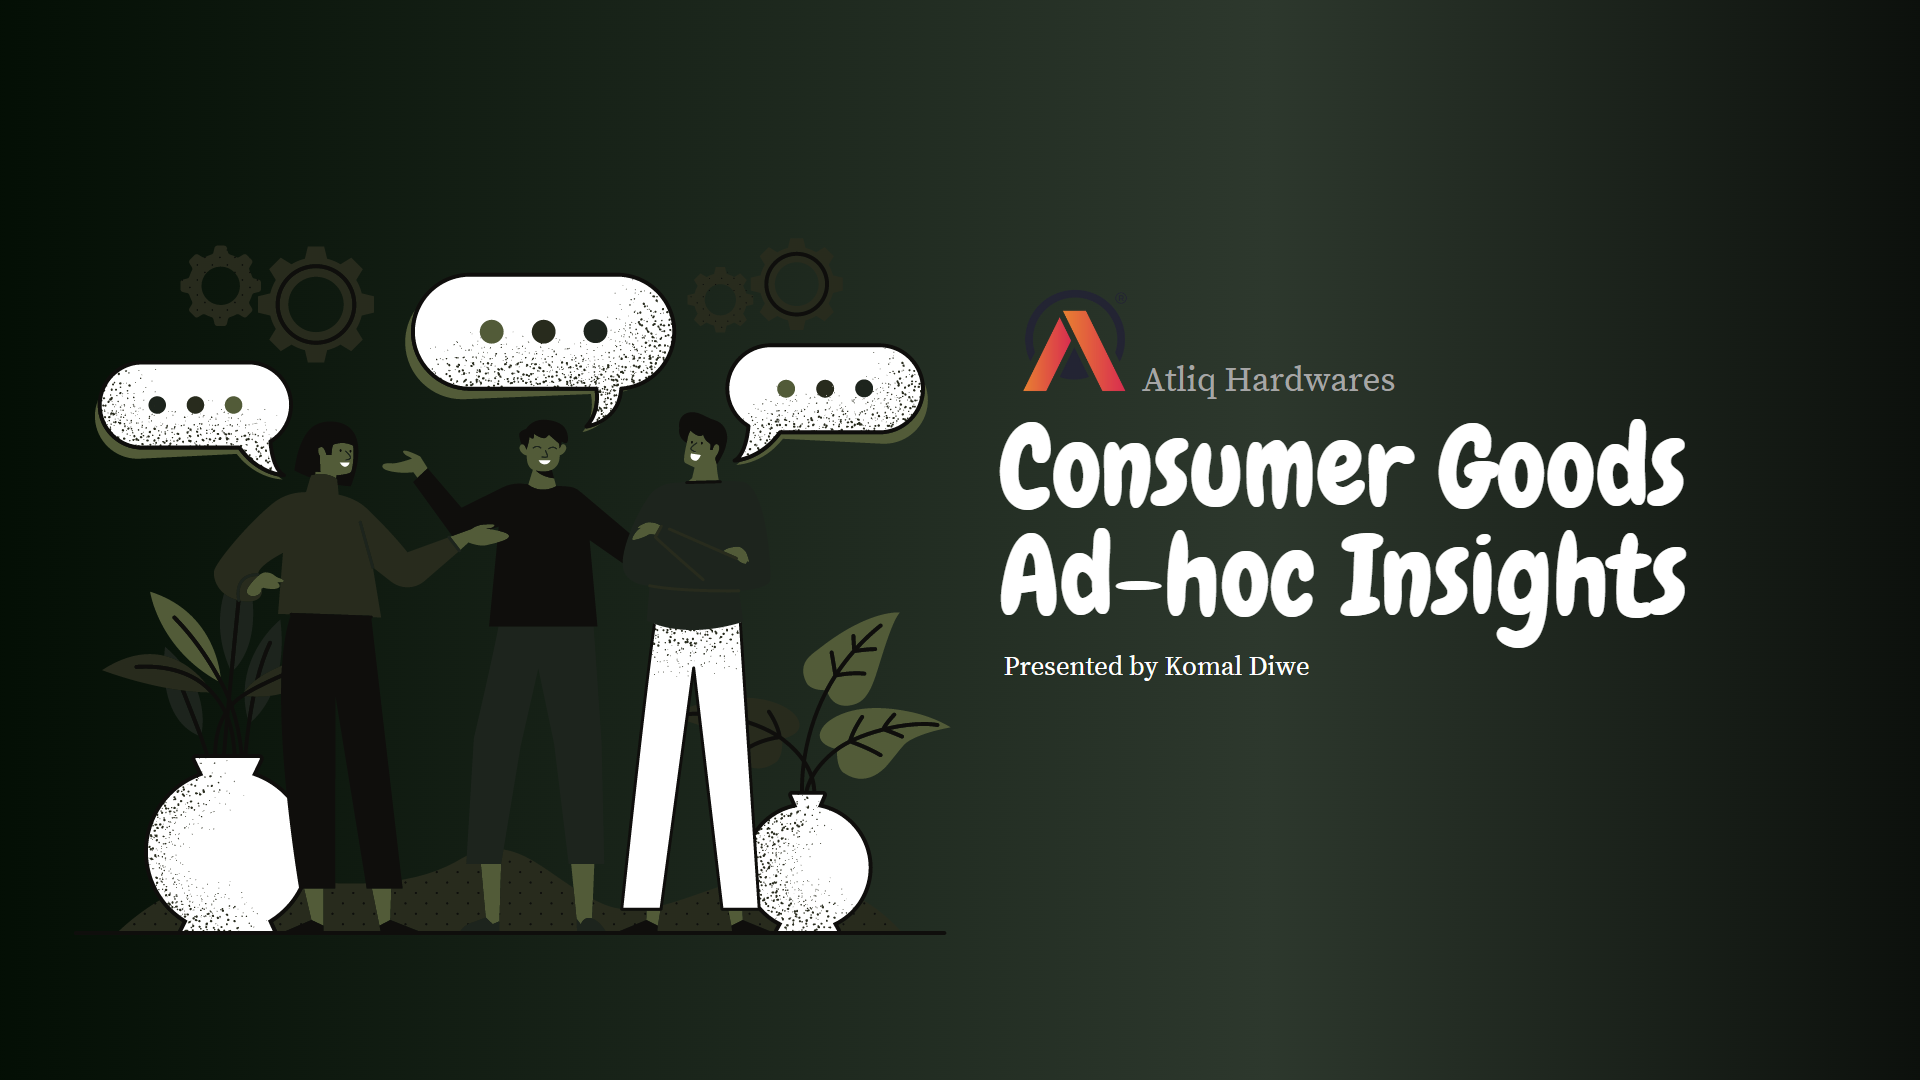 Atliq Hardwares
Consumer Goods
Ad-hoc Insights
Presented by Komal Diwe